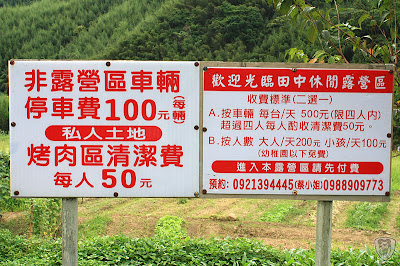 非露營區車輛
停車費100元
每輛
私人土地
烤肉區清潔費
每人50元
歡迎光臨田中休閒露營區
收費標準(二選一)
A.按車輛 每台/天 500元(限四人內)
超過四人每人酌收清潔費50元。
B.按人數 大人/天200元 小孩/天100元
(幼稚園以下免費)
進入本露營區請先付費
預約:0921394445(蔡小姐)0988909773